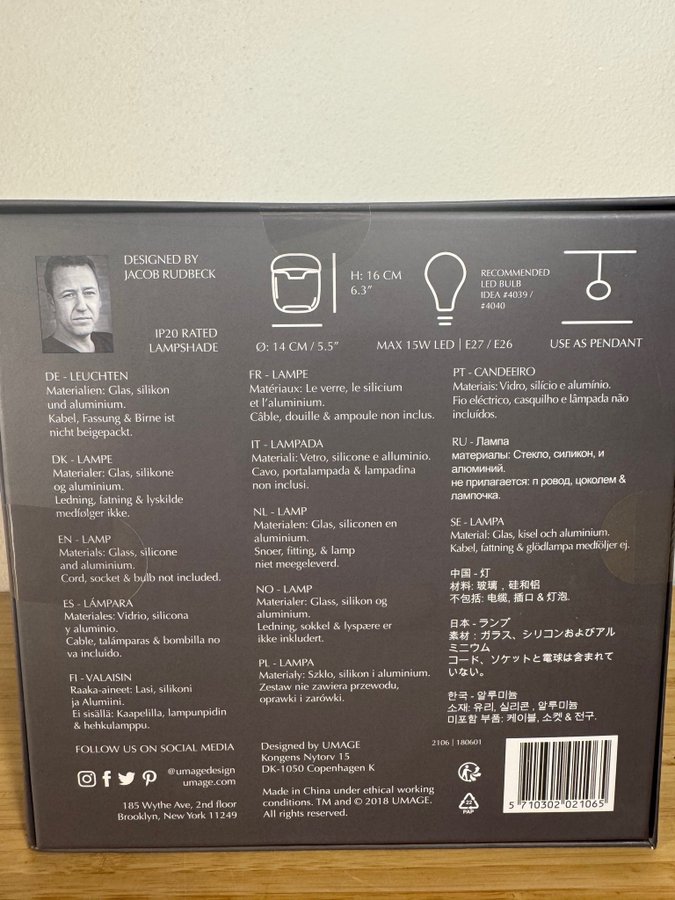 DESIGNED BY
JACOB RUDBECK
IP20 RATED
LAMPSHADE
H: 16 CM
6.3”
Ø: 14 CM / 5.5”
RECOMMENDED
LED BULB
IDEA #4039 /
#4040
MAX 15W LED | E27 / E26
USE AS PENDANT
DE - LEUCHTEN
Materialien: Glas, silikon
und aluminium.
Kabel, Fassung & Birne ist
nicht beigepackt.
DK - LAMPE
Materialer: Glas, silikone
og aluminium.
Ledning, fatning & lyskilde
medfølger ikke.
EN - LAMP
Materials: Glass, silicone
and aluminium.
Cord, socket & bulb not included.
ES - LÁMPARA
Materiales: Vidrio, silicona
y aluminio.
Cable, talámparas & bombilla no
va incluido.
FI - VALAISIN
Raaka-aineet: Lasi, silikoni
ja Alumiini.
Ei sisällä: Kaapelilla, lampunpidin
& hehkulamppu.
FR - LAMPE
Matériaux: Le verre, le silicium
et l’aluminium.
Câble, douille & ampoule non inclus.
IT - LAMPADA
Materiali: Vetro, silicone e alluminio.
Cavo, portalampada & lampadina
non inclusi.
NL - LAMP
Materialen: Glas, siliconen en
aluminium.
Snoer, fitting, & lamp
niet meegeleverd.
NO - LAMP
Materialer: Glass, silikon og
aluminium.
Ledning, sokkel & lyspære er
ikke inkludert.
PL - LAMPA
Materiały: Szkło, silikon i aluminium.
Zestaw nie zawiera przewodu,
oprawki i zarówki.
PT - CANDEEIRO
Materiais: Vidro, silício e alumínio.
Fio eléctrico, casquilho e lâmpada não
incluídos.
RU - Лампа
материалы: Стекло, силикон, и
алюминий.
не прилагается: п ровод, цоколем &
лампочка.
SE - LAMPA
Material: Glas, kisel och aluminium.
Kabel, fattning & glödlampa medföljer ej.
中国 - 灯
材料: 玻璃 , 硅和铝
不包括: 电缆, 插口 & 灯泡.
日本 - ランプ
素材 : ガラス、シリコンおよびアル
ミニウム
コード、ソケットと電球は含まれて
いない。
한국 - 알루미늄
소재: 유리, 실리콘 , 알루미늄
미포함 부품: 케이블, 소켓 & 전구.
FOLLOW US ON SOCIAL MEDIA
@umagedesign
umage.com
185 Wythe Ave, 2nd floor
Brooklyn, New York 11249
Designed by UMAGE
Kongens Nytorv 15
DK-1050 Copenhagen K
Made in China under ethical working
conditions. TM and © 2018 UMAGE.
All rights reserved.
2106 | 180601
22
PAP
5 710302 021065